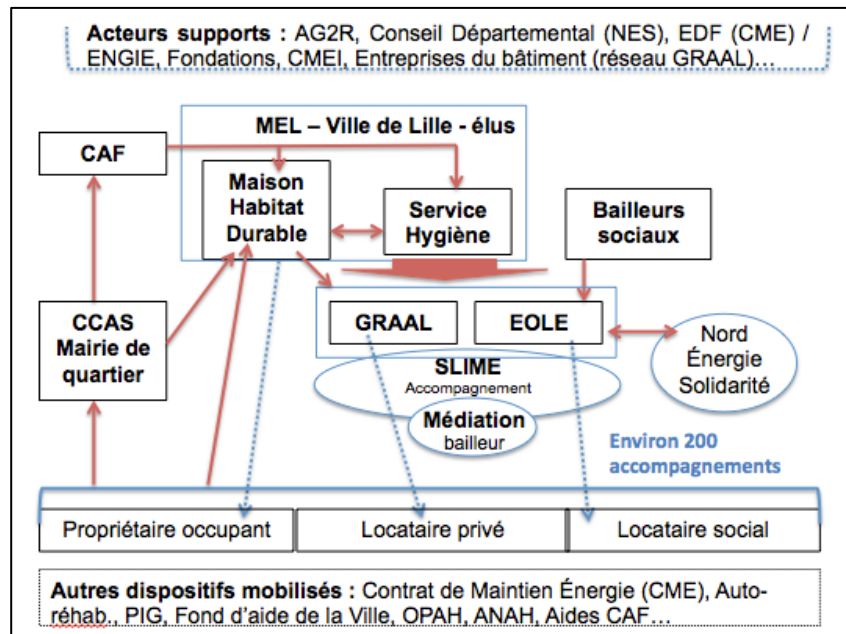 Acteurs supports : AG2R, Conseil Départemental (NES), EDF (CME) /
ENGIE, Fondations, CMEI, Entreprises du bâtiment (réseau GRAAL)…
MEL – Ville de Lille - élus
CAF
Maison
Habitat
Durable
Service
Hygiène
Bailleurs
sociaux
CCAS
Mairie de
quartier
GRAAL
EOLE
Nord
Énergie
Solidarité
SLIME
Accompagnement
Médiation
bailleur
Environ 200
accompagnements
Propriétaire occupant
Locataire privé
Locataire social
Autres dispositifs mobilisés : Contrat de Maintien Énergie (CME), Auto-
réhab., PIG, Fond d'aide de la Ville, OPAH, ANAH, Aides CAF…